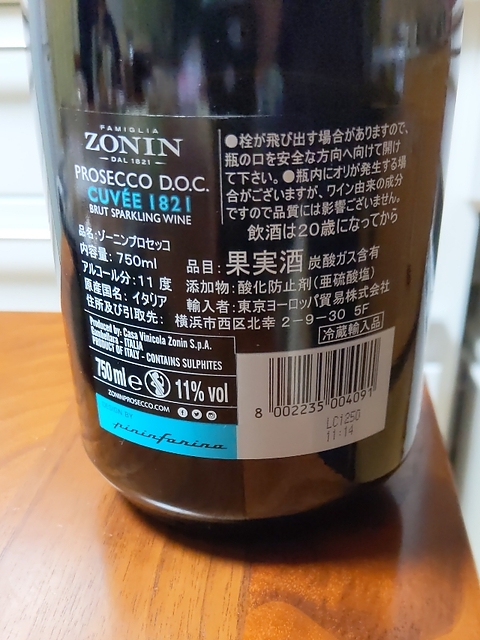 FAMIGLIA
ZONIN
DAL 1821
PROSECCO D.O.C.
CUVÉE 1821
BRUT SPARKLING WINE
●栓が飛び出す場合がありますので、
瓶の口を安全な方向へ向けて開け
て下さい。●瓶内にオリが発生する場
合がございますが、ワイン由来の成分
ですので品質には影響ございません。
飲酒は20歳になってから
品名:ゾーニンプロセッコ
内容量:750ml
アルコール分:11度
原産国名:イタリア
住所及び引取先: 横浜市西区北幸 2-9-30 5F
品目:果実酒 炭酸ガス含有
添加物:酸化防止剤(亜硫酸塩)
輸入者:東京ヨーロッパ貿易株式会社
冷蔵輸入品
Produced by: Casa Vinicola Zonin S.p.A.
Gambellara - ITALIA
PRODUCT OF ITALY - CONTAINS SULPHITES
750 ml e 11% vol
ZONINPROSECCO.COM
DESIGN BY
pininfarina
8 002235 004091
LC1250
11:14